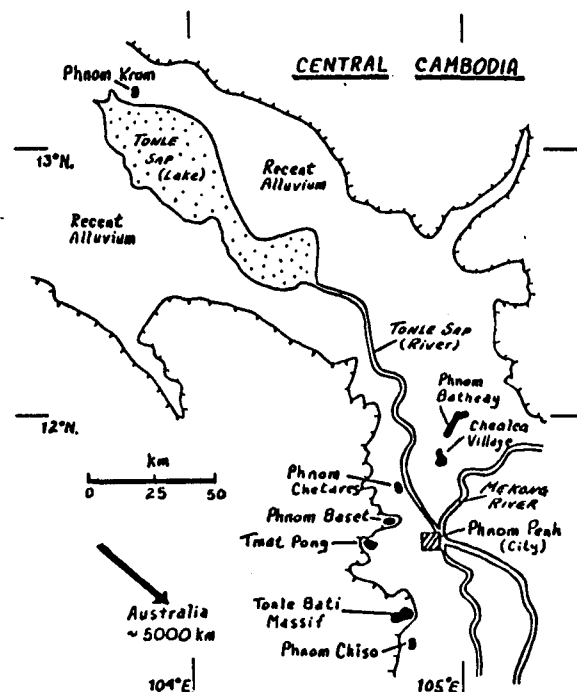 CENTRAL CAMBODIA
Phnom Krom
13°N.
TONLE
SAP
(Lake)
Recent
Alluvium
Recent
Alluvium
TONLE SAP
(River)
Phnom
Batheay
12°N.
Chealea
Village
km
0 25 50
Phnom
Chetares
MEKONG
RIVER
Phnom Baset
Phnom Penh
(City)
Tmat Pong
Australia
~ 5000 km
Tonle Bati
Massif
Phnom Chiso
104°E
105°E